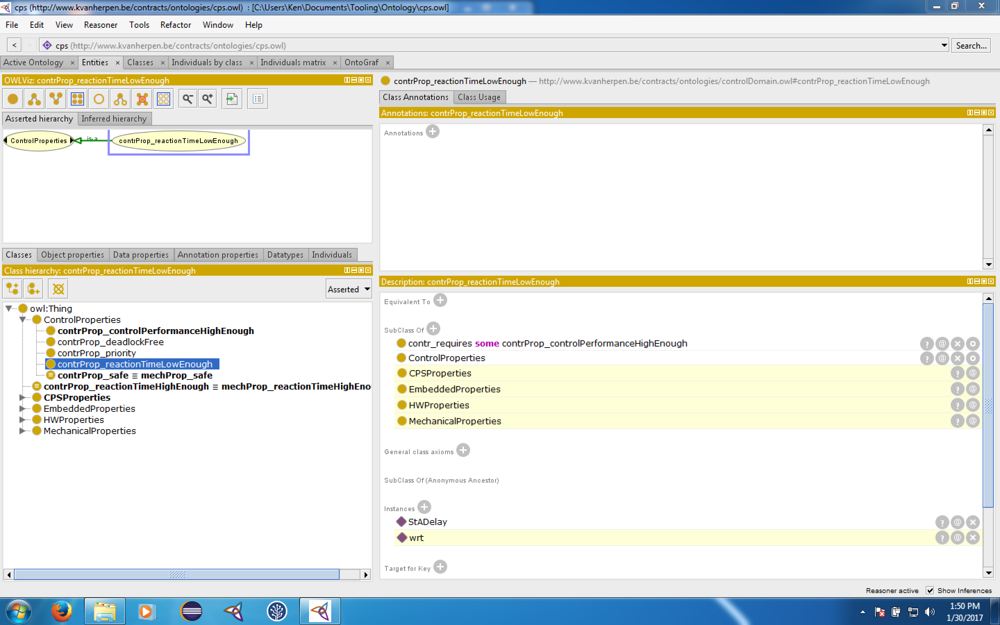 cps (http://www.kvanherpen.be/contracts/ontologies/cps.owl) : [C:\Users\Ken\Documents\Tooling\Ontology\cps.owl]
File Edit View Reasoner Tools Refactor Window Help
< > cps (http://www.kvanherpen.be/contracts/ontologies/cps.owl) Search...
Active Ontology × Entities × Classes × Individuals by class × Individuals matrix × OntoGraf ×
OWLViz: contrProp_reactionTimeLowEnough
Asserted hierarchy Inferred hierarchy
ControlProperties is-a contrProp_reactionTimeLowEnough
Classes Object properties Data properties Annotation properties Datatypes Individuals
Class hierarchy: contrProp_reactionTimeLowEnough
Asserted
owl:Thing
ControlProperties
contrProp_controlPerformanceHighEnough
contrProp_deadlockFree
contrProp_priority
contrProp_reactionTimeLowEnough
contrProp_safe ≡ mechProp_safe
contrProp_reactionTimeHighEnough ≡ mechProp_reactionTimeHighEno
CPSProperties
EmbeddedProperties
HWProperties
MechanicalProperties
contrProp_reactionTimeLowEnough — http://www.kvanherpen.be/contracts/ontologies/controlDomain.owl#contrProp_reactionTimeLowEnough
Class Annotations Class Usage
Annotations: contrProp_reactionTimeLowEnough
Annotations
Description: contrProp_reactionTimeLowEnough
Equivalent To
SubClass Of
contr_requires some contrProp_controlPerformanceHighEnough
ControlProperties
CPSProperties
EmbeddedProperties
HWProperties
MechanicalProperties
General class axioms
SubClass Of (Anonymous Ancestor)
Instances
StADelay
wrt
Target for Key
Reasoner active Show Inferences
1:50 PM
1/30/2017